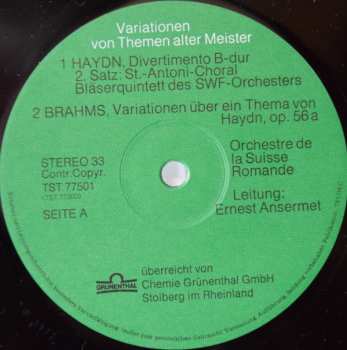 Variationen
von Themen alter Meister
1 HAYDN, Divertimento B-dur
2. Satz: St.-Antoni-Choral
Bläserquintett des SWF-Orchesters
2 BRAHMS, Variationen über ein Thema von
Haydn, op. 56 a
STEREO 33
Contr. Copyr.
TST 77501
SEITE A
Orchestre de
la Suisse
Romande
Leitung:
Ernest Ansermet
GRÜNENTHAL
überreicht von
Chemie Grünenthal GmbH
Stolberg im Rheinland